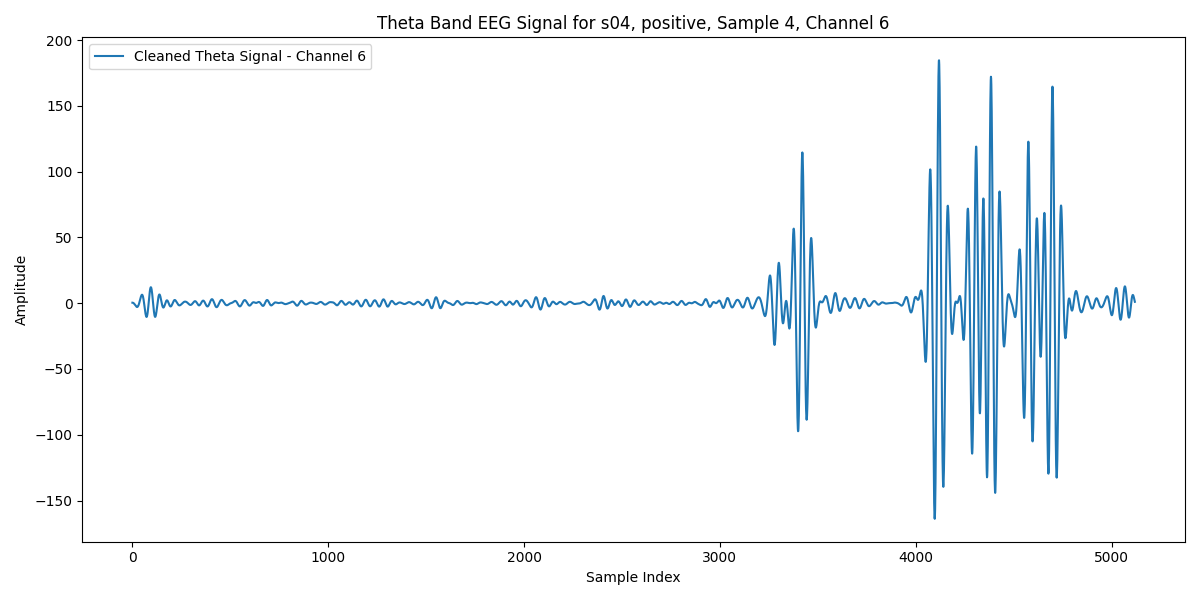 Theta Band EEG Signal for s04, positive, Sample 4, Channel 6
Cleaned Theta Signal - Channel 6
200
150
100
50
0
−50
−100
−150
Amplitude
0 1000 2000 3000 4000 5000
Sample Index